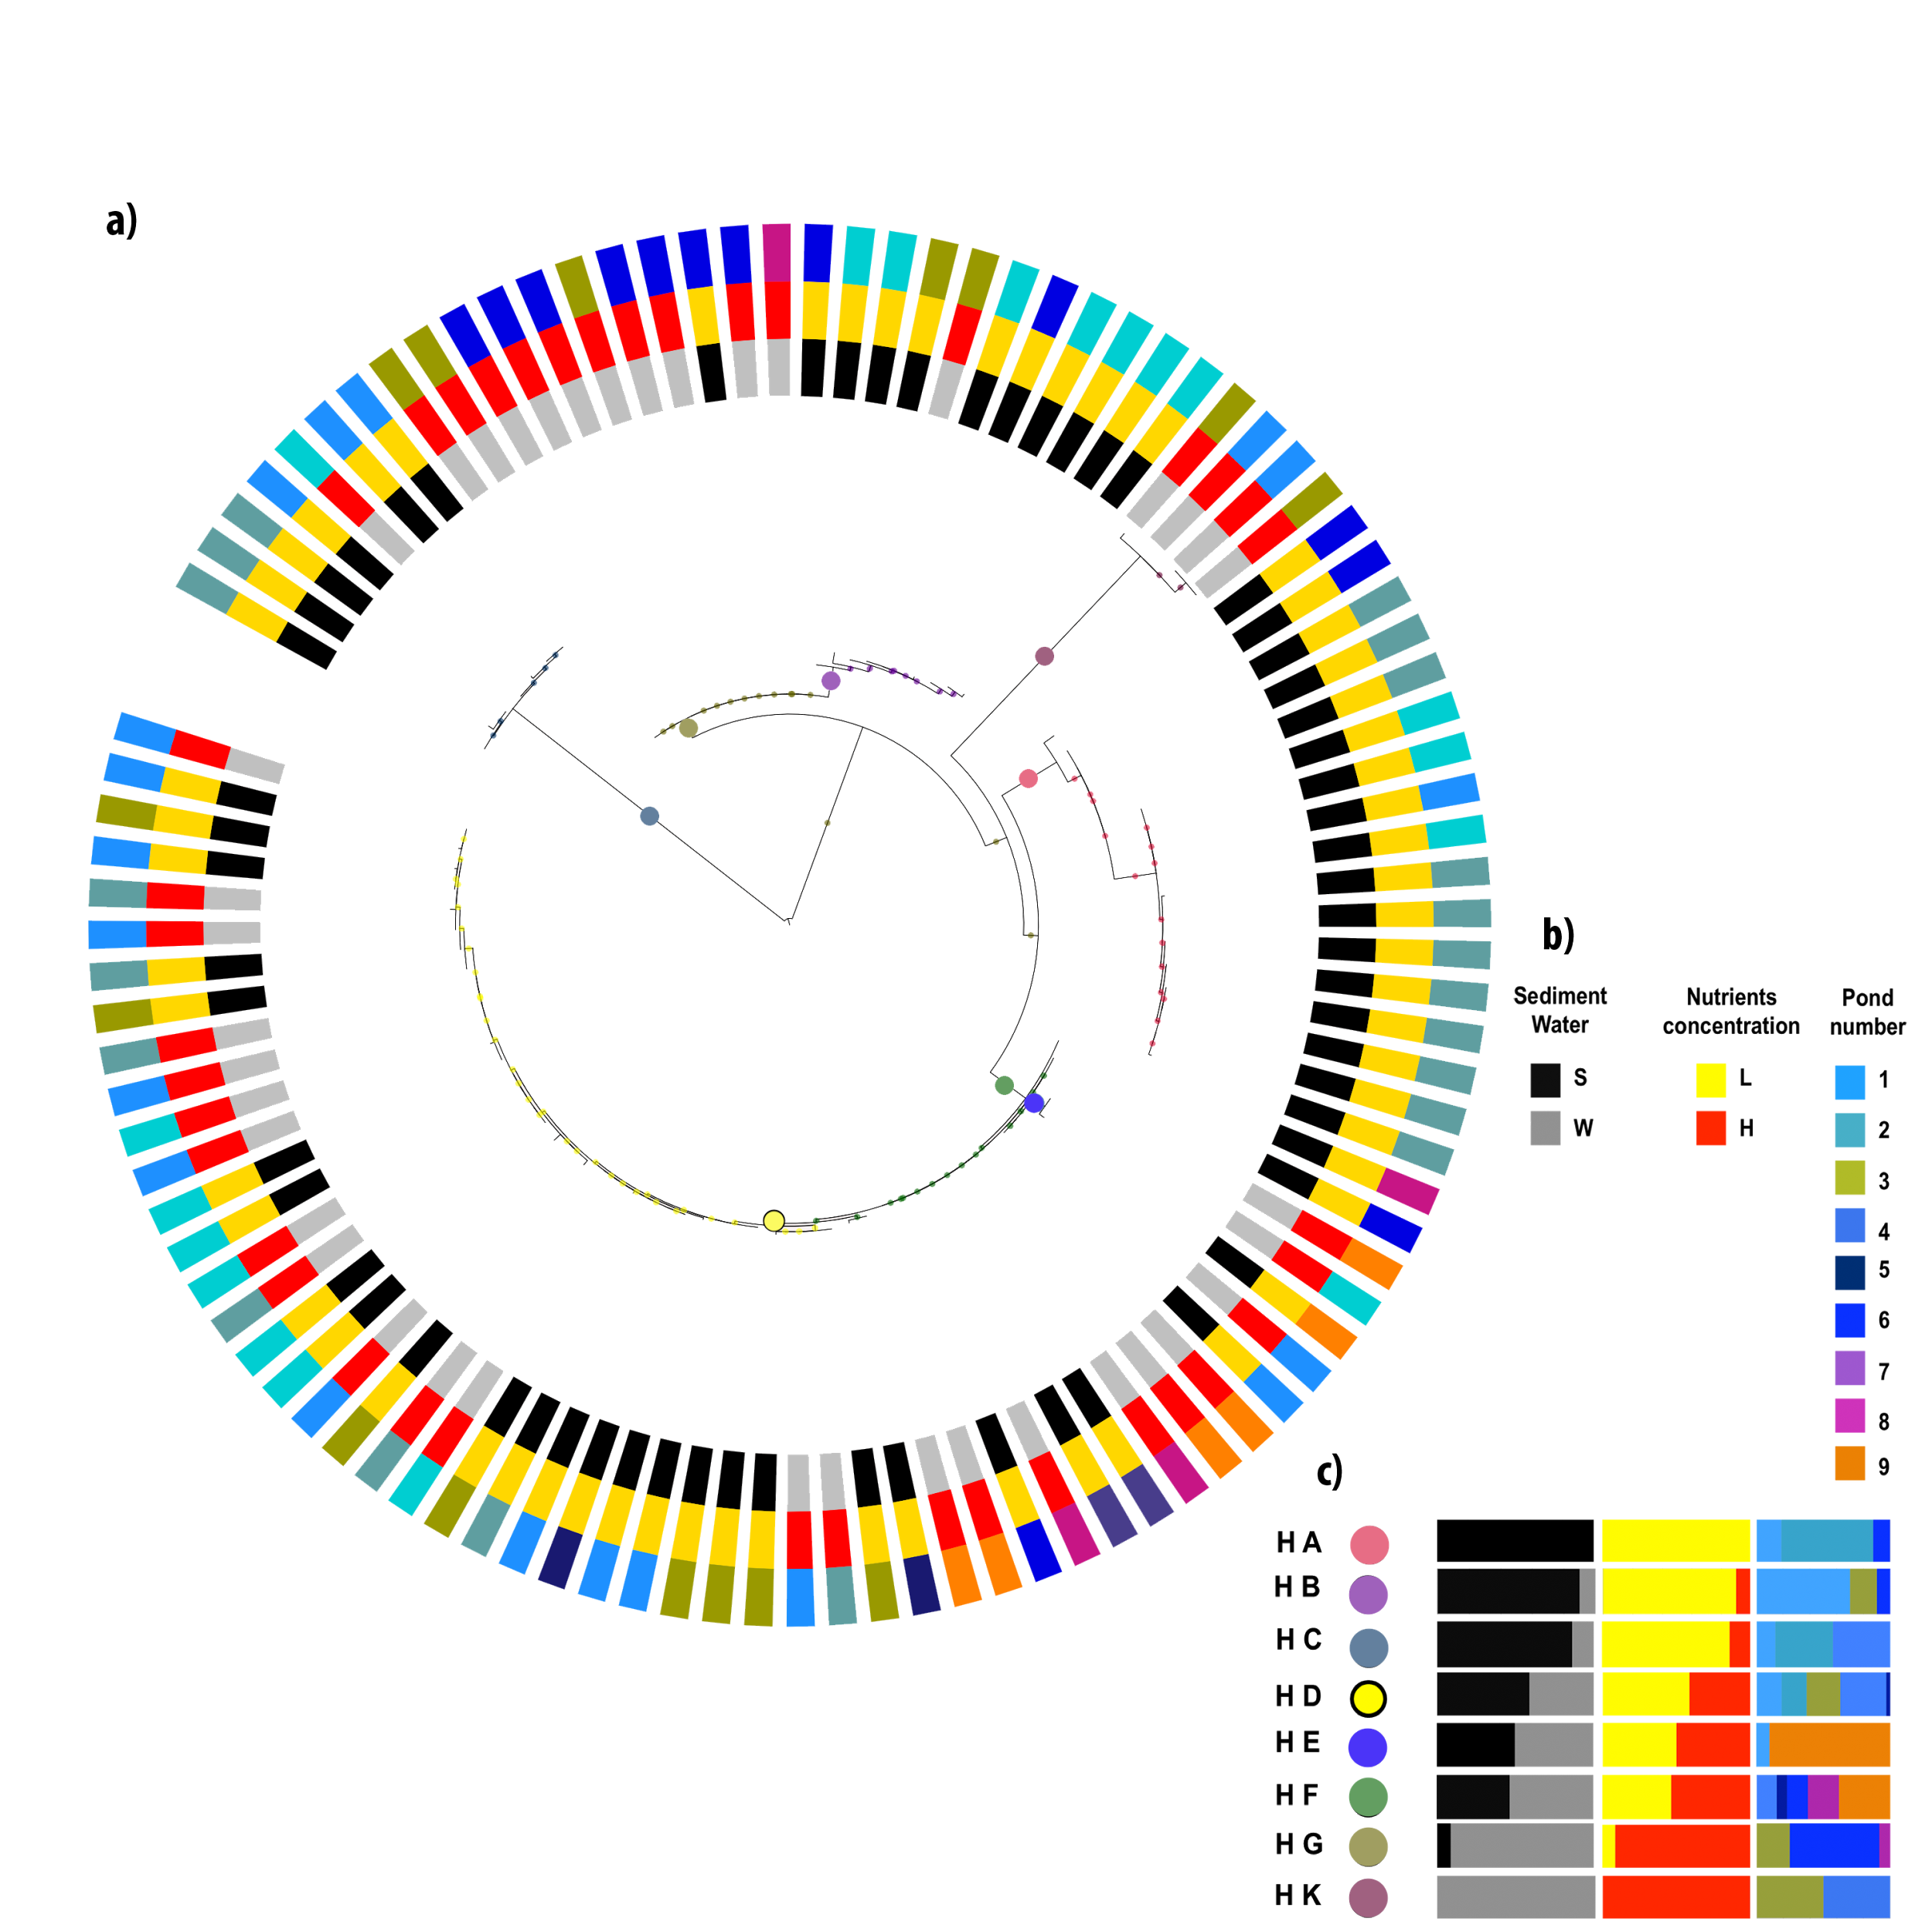 a)
b)
Sediment
Water
S
W
Nutrients
concentration
L
H
Pond
number
1
2
3
4
5
6
7
8
9
c)
H A
H B
H C
H D
H E
H F
H G
H K